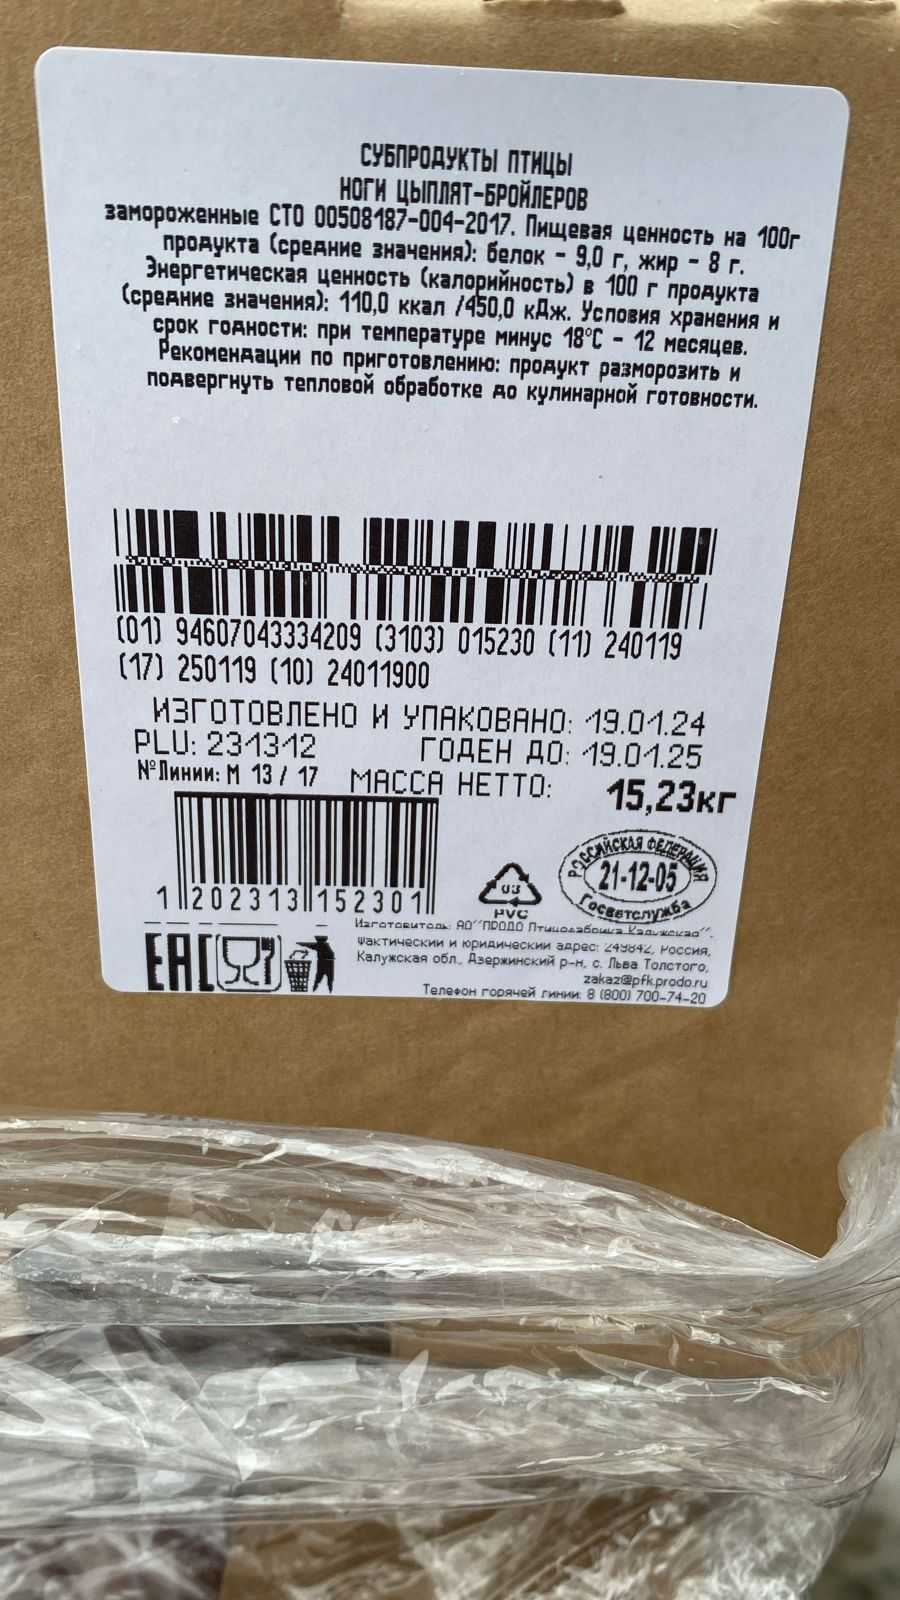 СУБПРОДУКТЫ ПТИЦЫ
НОГИ ЦЫПЛЯТ-БРОЙЛЕРОВ
замороженные СТО 00508187-004-2017. Пищевая ценность на 100г
продукта (средние значения): белок - 9,0 г, жир - 8 г.
Энергетическая ценность (калорийность) в 100 г продукта
(средние значения): 110,0 ккал /450,0 кДж. Условия хранения и
срок годности: при температуре минус 18°С - 12 месяцев.
Рекомендации по приготовлению: продукт разморозить и
подвергнуть тепловой обработке до кулинарной готовности.
(01) 94607043334209 (3103) 015230 (11) 240119
(17) 250119 (10) 24011900
ИЗГОТОВЛЕНО И УПАКОВАНО: 19.01.24
PLU: 231312 ГОДЕН ДО: 19.01.25
№Линии: М 13 / 17 МАССА НЕТТО: 15,23кг
1 202313 152301
03
PVC
РОССИЙСКАЯ ФЕДЕРАЦИЯ
21-12-05
Госветслужба
EAC
Изготовитель: АО"ПРОДО Птицефабрика Калужская".
Фактический и юридический адрес: 249842, Россия,
Калужская обл., Дзержинский р-н, с. Льва Толстого,
zakaz@pfk.prodo.ru
Телефон горячей линии: 8 (800) 700-74-20